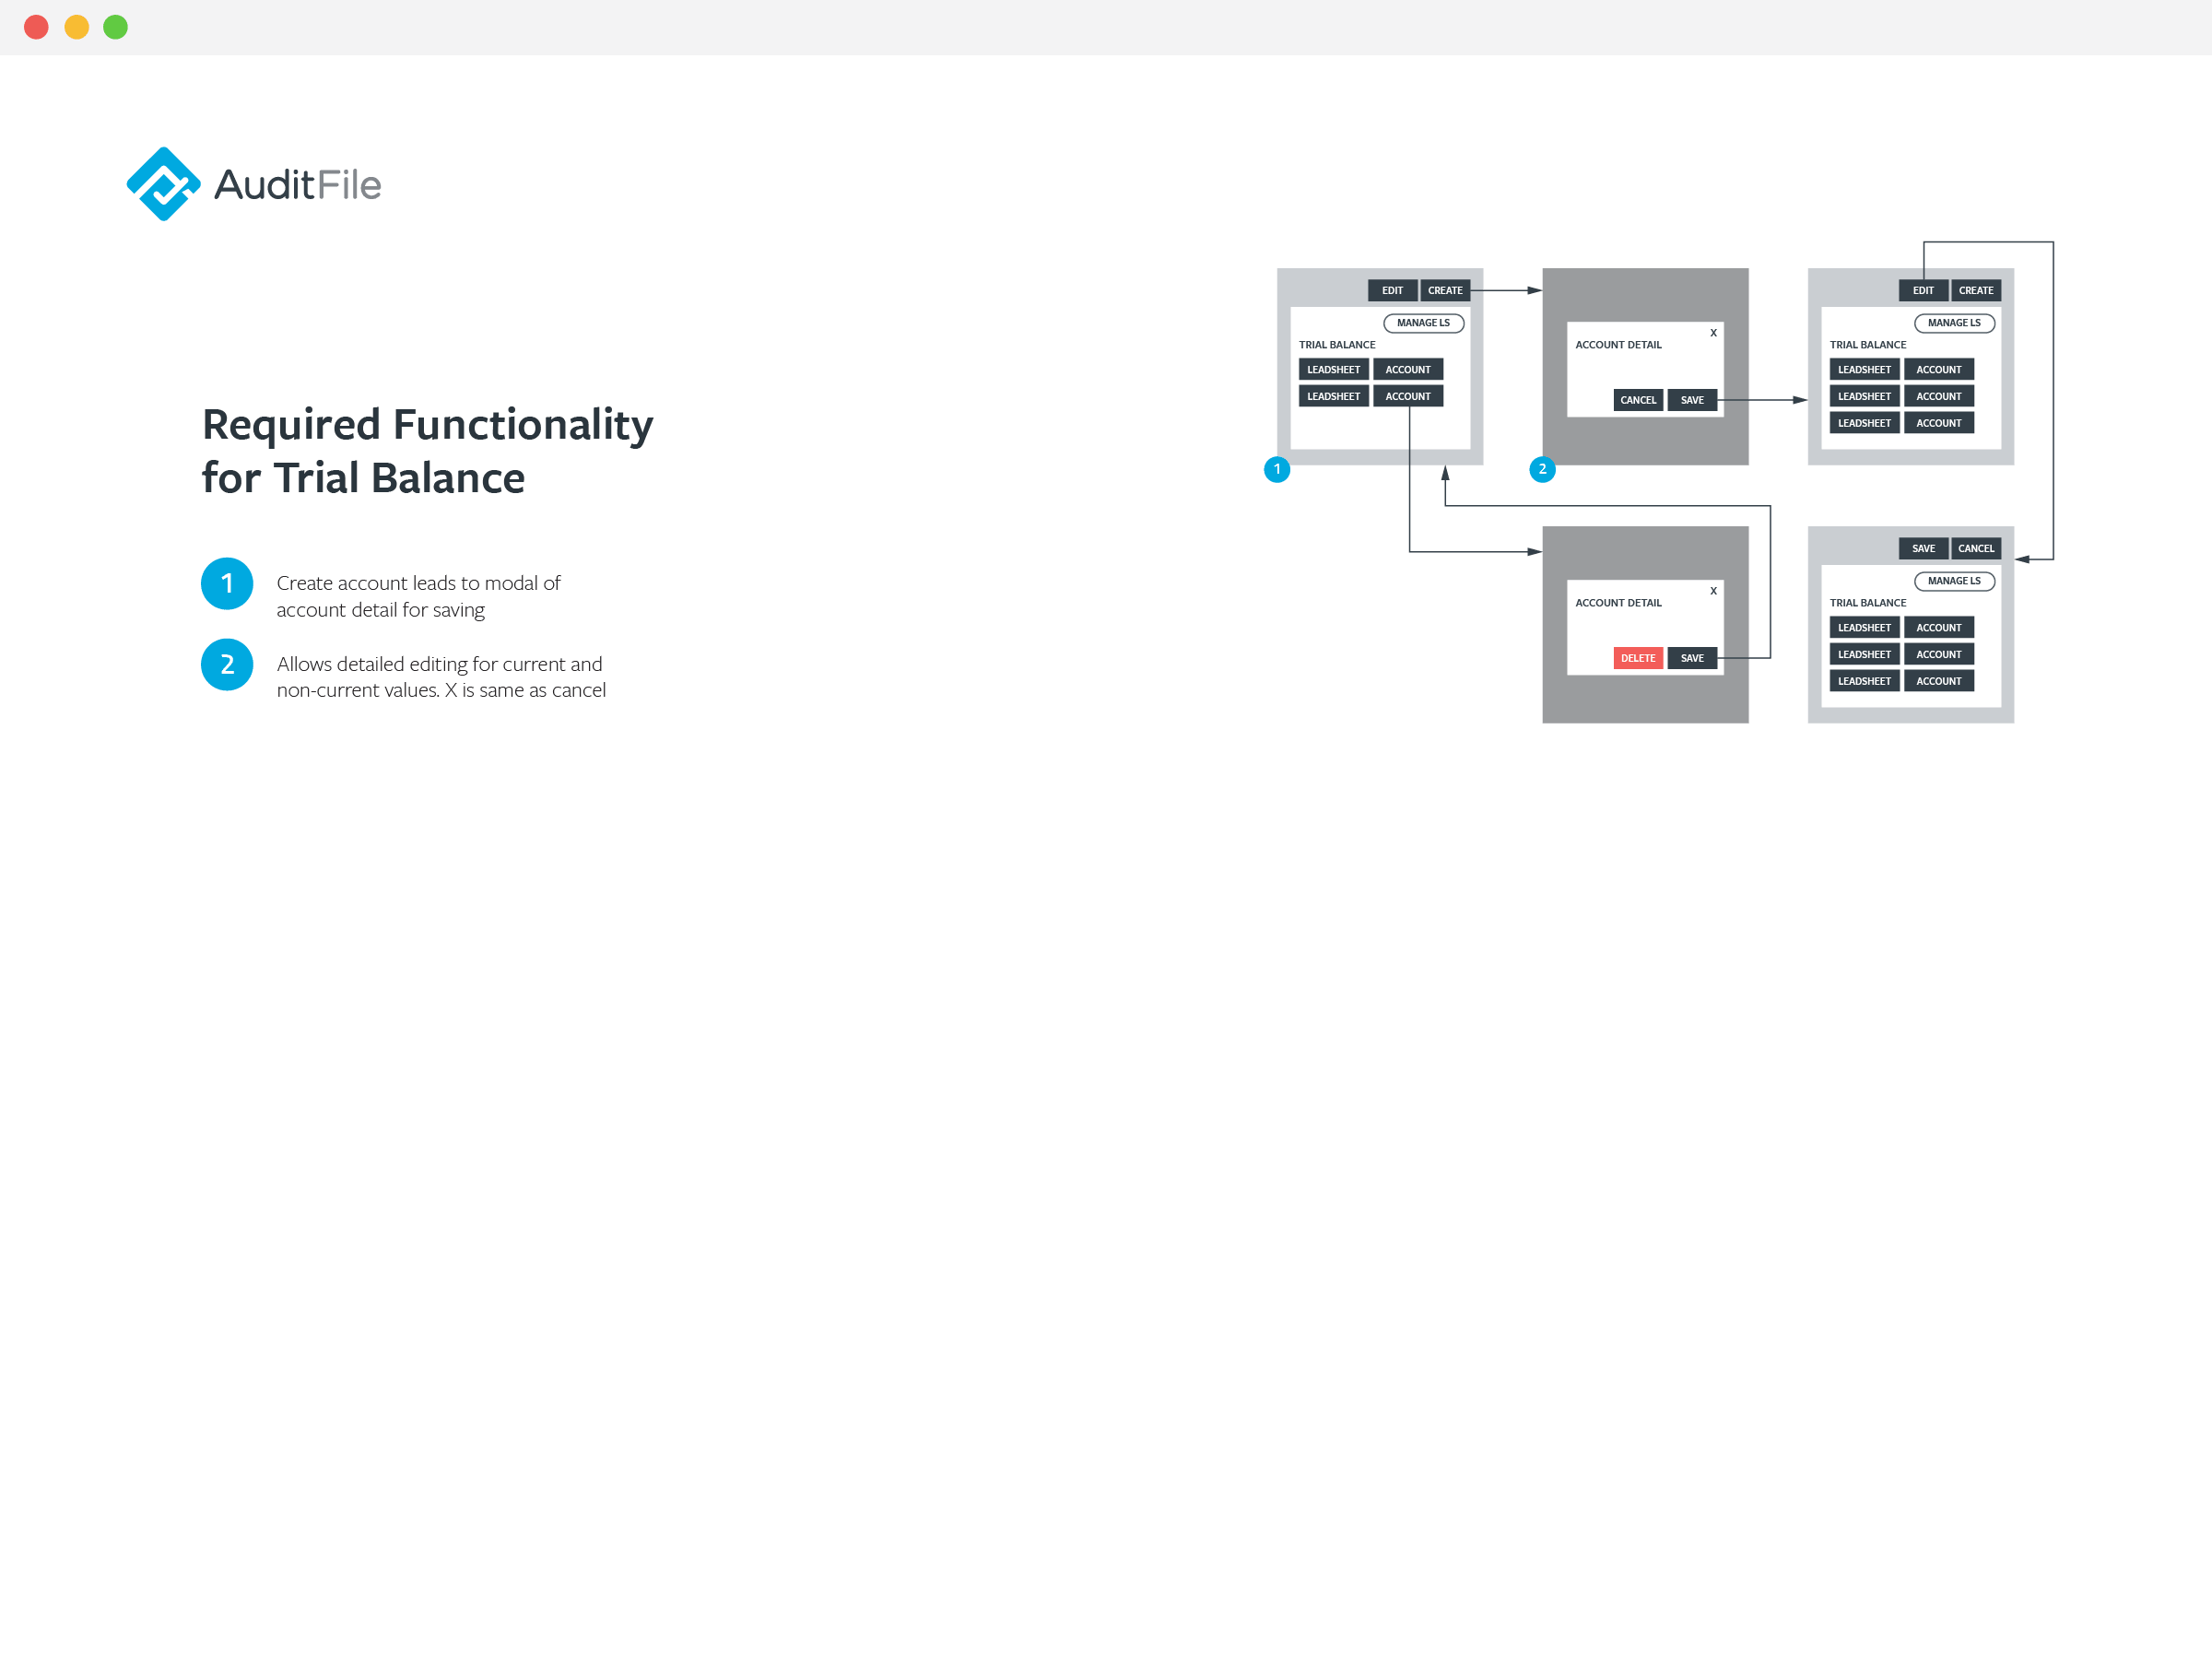 AuditFile
Required Functionality
for Trial Balance
1 Create account leads to modal of
account detail for saving
2 Allows detailed editing for current and
non-current values. X is same as cancel
EDIT CREATE
MANAGE LS
TRIAL BALANCE
LEADSHEET ACCOUNT
LEADSHEET ACCOUNT
1
X
ACCOUNT DETAIL
CANCEL SAVE
2
EDIT CREATE
MANAGE LS
TRIAL BALANCE
LEADSHEET ACCOUNT
LEADSHEET ACCOUNT
LEADSHEET ACCOUNT
X
ACCOUNT DETAIL
DELETE SAVE
SAVE CANCEL
MANAGE LS
TRIAL BALANCE
LEADSHEET ACCOUNT
LEADSHEET ACCOUNT
LEADSHEET ACCOUNT